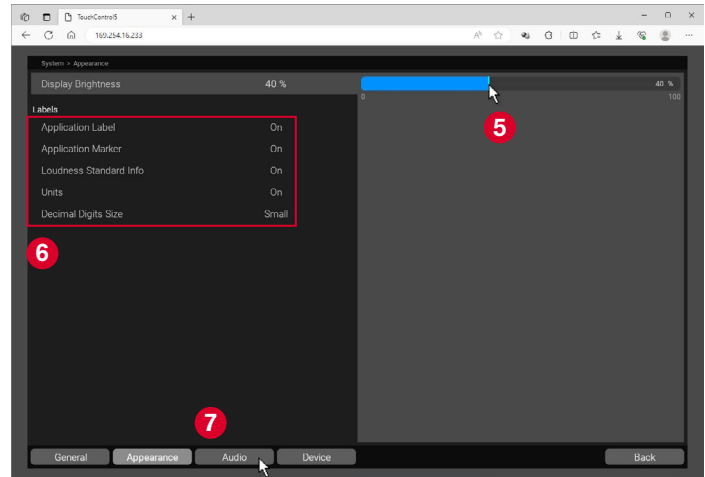 TouchControl5
169.254.16.233
System > Appearance
Display Brightness 40 % 40 %
0 100
Labels
Application Label On
5
Application Marker On
Loudness Standard Info On
Units On
Decimal Digits Size Small
6
7
General Appearance Audio Device Back